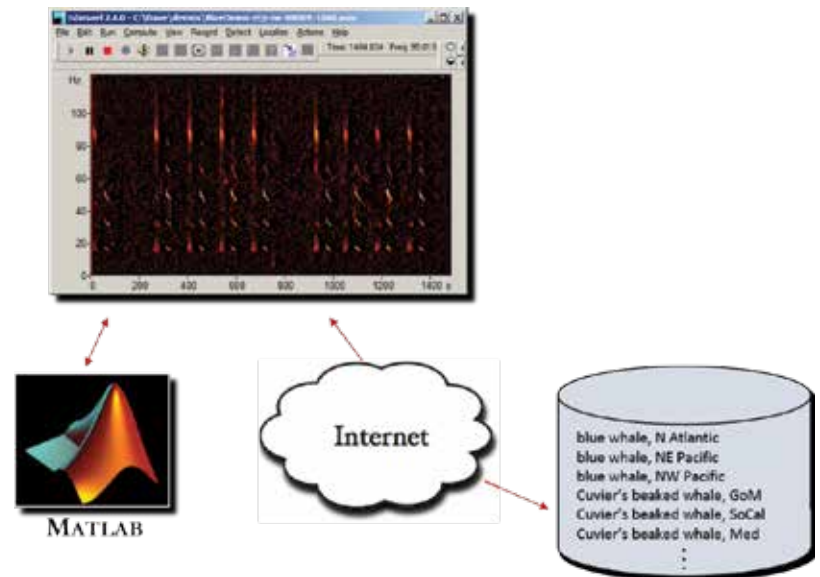 File Edit Run Compute View Record Detect Location Actions Help
Hz
100
80
60
40
20
0
0 200 400 600 800 1000 1200 1400 s
MATLAB
Internet
blue whale, N Atlantic
blue whale, NE Pacific
blue whale, NW Pacific
Cuvier's beaked whale, GoM
Cuvier's beaked whale, SoCal
Cuvier's beaked whale, Med
⋮